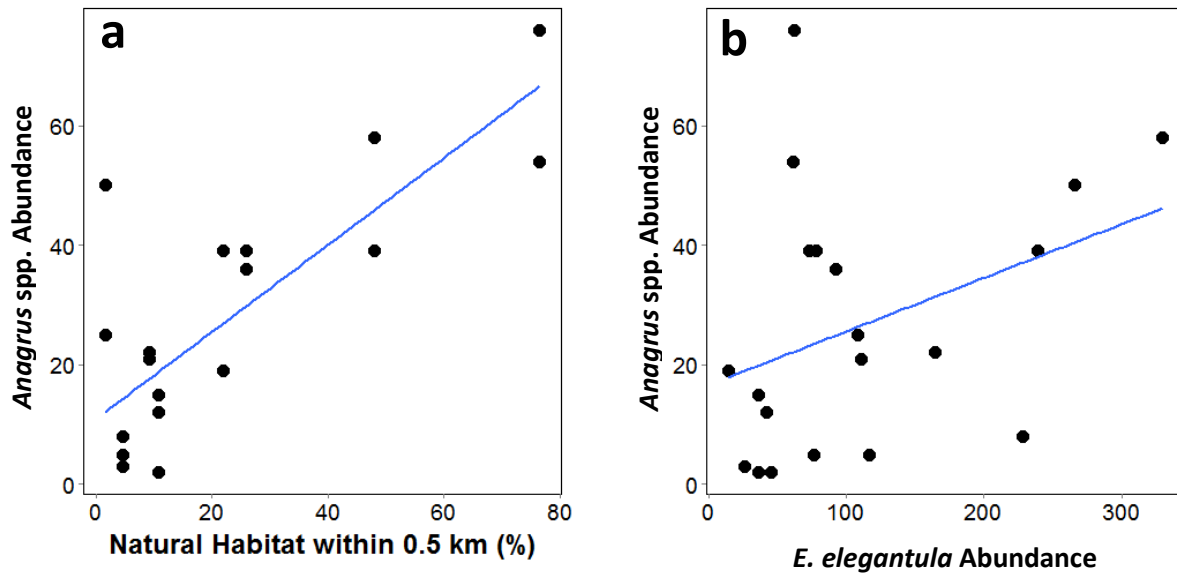 a
Anagrus spp. Abundance
60
40
20
0
0 20 40 60 80
Natural Habitat within 0.5 km (%)
b
Anagrus spp. Abundance
60
40
20
0
0 100 200 300
E. elegantula Abundance